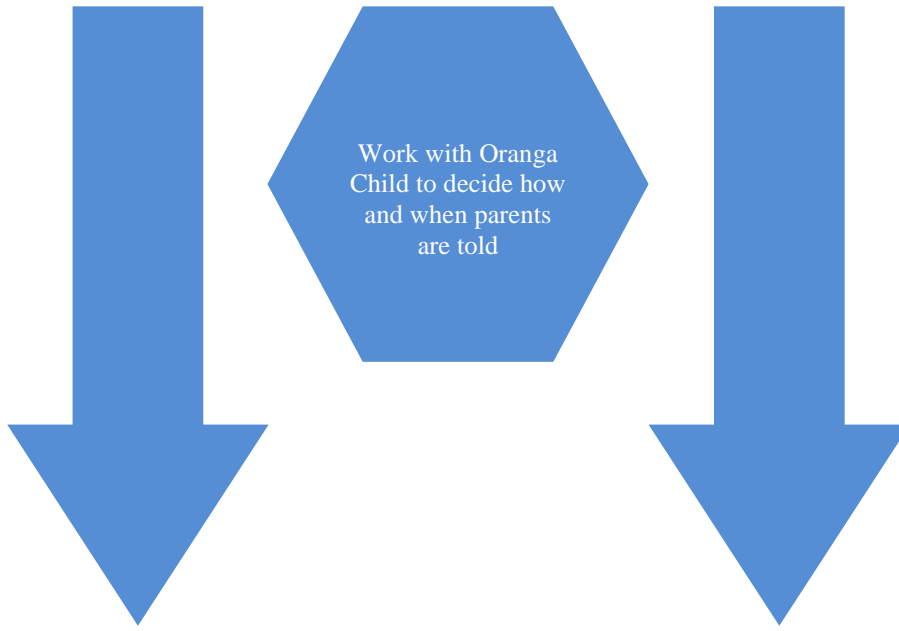 Work with Oranga
Child to decide how
and when parents
are told